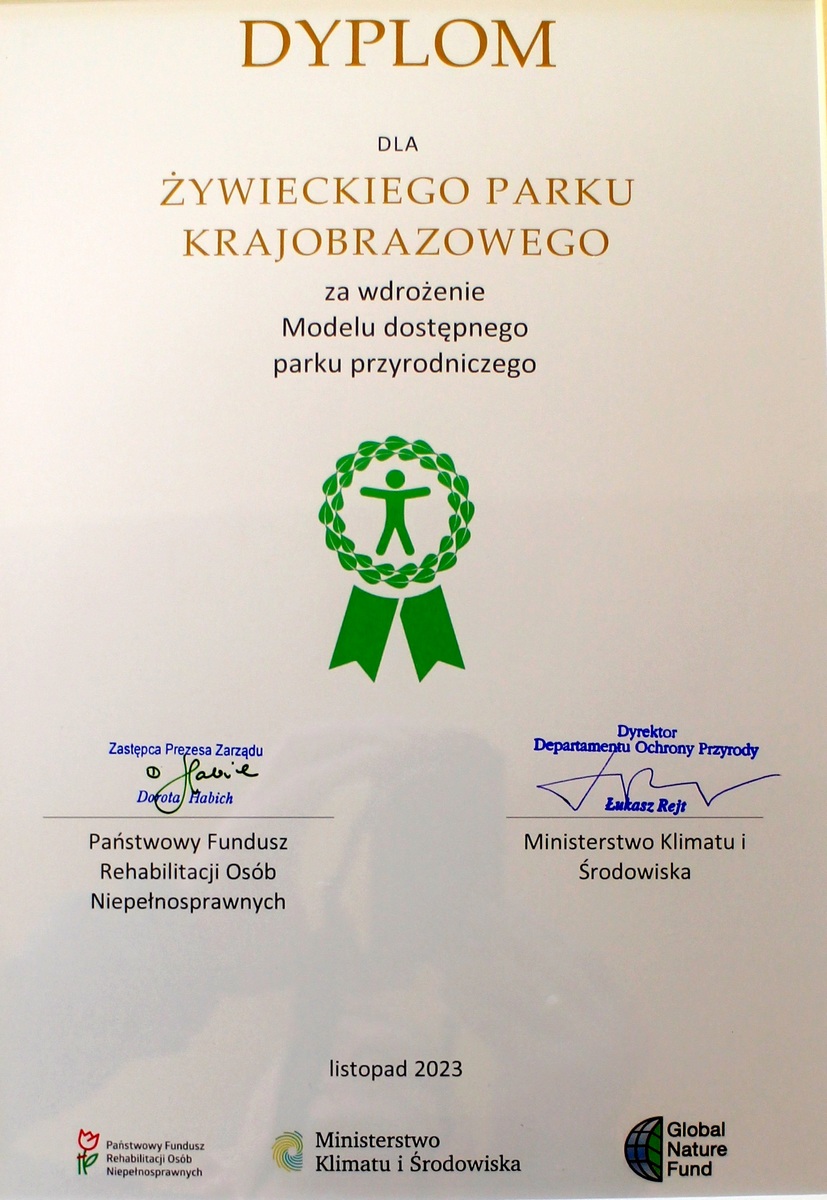 DYPLOM
DLA
ŻYWIECKIEGO PARKU
KRAJOBRAZOWEGO
za wdrożenie
Modelu dostępnego
parku przyrodniczego
Zastępca Prezesa Zarządu
D Habich
Dorota Habich
Państwowy Fundusz
Rehabilitacji Osób
Niepełnosprawnych
Dyrektor
Departamentu Ochrony Przyrody
Łukasz Rejt
Ministerstwo Klimatu i
Środowiska
listopad 2023
Państwowy Fundusz
Rehabilitacji Osób
Niepełnosprawnych
Ministerstwo
Klimatu i Środowiska
Global
Nature
Fund